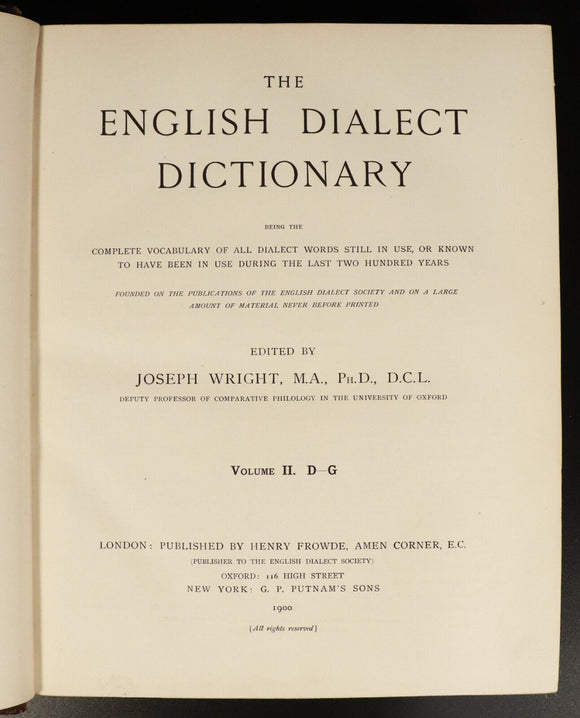 THE
ENGLISH DIALECT
DICTIONARY
BEING THE
COMPLETE VOCABULARY OF ALL DIALECT WORDS STILL IN USE, OR KNOWN
TO HAVE BEEN IN USE DURING THE LAST TWO HUNDRED YEARS
FOUNDED ON THE PUBLICATIONS OF THE ENGLISH DIALECT SOCIETY AND ON A LARGE
AMOUNT OF MATERIAL NEVER BEFORE PRINTED
EDITED BY
JOSEPH WRIGHT, M.A., PH.D., D.C.L.
DEPUTY PROFESSOR OF COMPARATIVE PHILOLOGY IN THE UNIVERSITY OF OXFORD
VOLUME II. D—G
LONDON: PUBLISHED BY HENRY FROWDE, AMEN CORNER, E.C.
(PUBLISHER TO THE ENGLISH DIALECT SOCIETY)
OXFORD: 116 HIGH STREET
NEW YORK: G. P. PUTNAM'S SONS
1900
[All rights reserved]